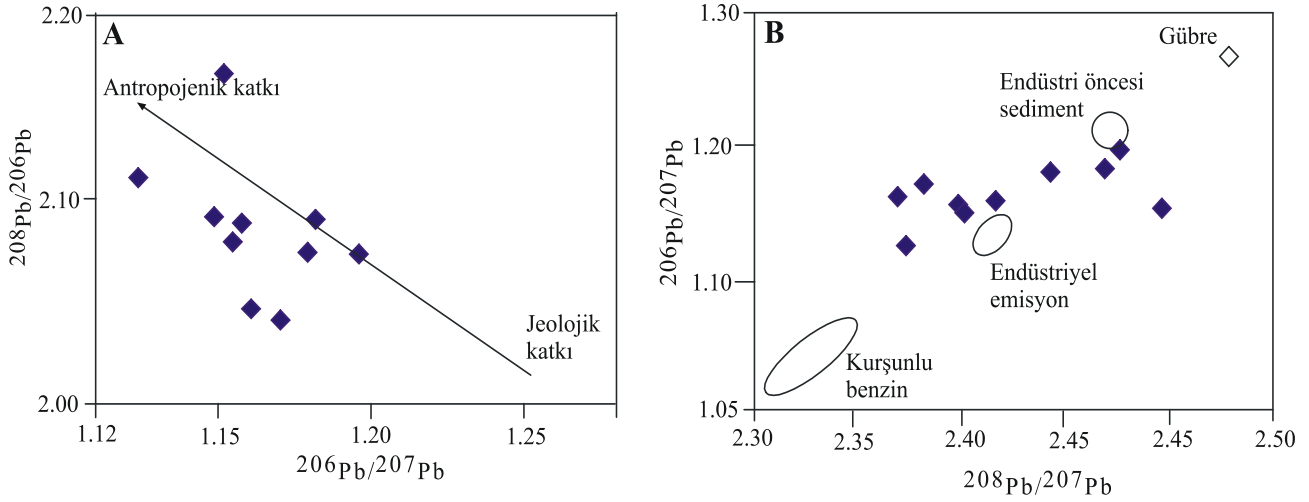 A
2.20
Antropojenik katkı
2.10
208Pb/206Pb
Jeolojik
katkı
2.00
1.12
1.15
1.20
1.25
206Pb/207Pb
B
1.30
Gübre
Endüstri öncesi
sediment
1.20
206Pb/207Pb
Endüstriyel
emisyon
1.10
Kurşunlu
benzin
1.05
2.30
2.35
2.40
2.45
2.45
2.50
208Pb/207Pb